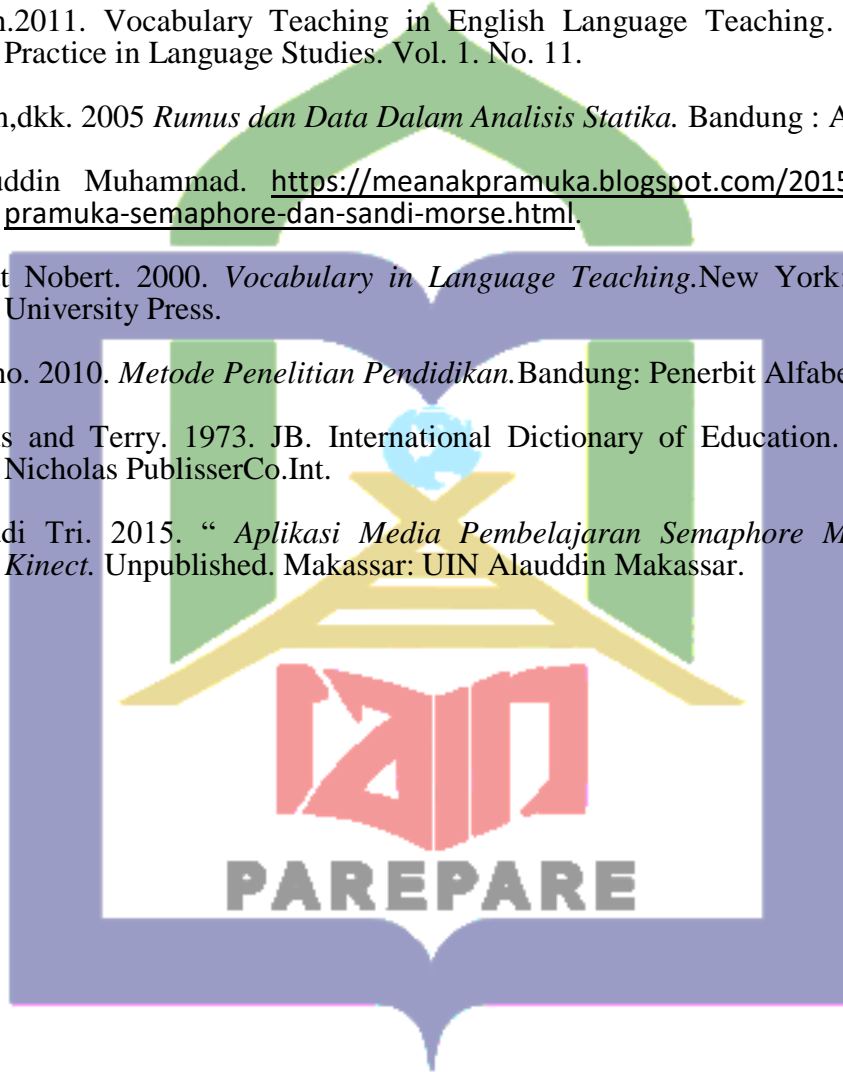 n.2011. Vocabulary Teaching in English Language Teaching.
Practice in Language Studies. Vol. 1. No. 11.
n,dkk. 2005 Rumus dan Data Dalam Analisis Statika. Bandung : A
uddin Muhammad. https://meanakpramuka.blogspot.com/2015
pramuka-semaphore-dan-sandi-morse.html.
t Nobert. 2000. Vocabulary in Language Teaching.New York:
University Press.
no. 2010. Metode Penelitian Pendidikan.Bandung: Penerbit Alfabe
s and Terry. 1973. JB. International Dictionary of Education.
Nicholas PublisserCo.Int.
di Tri. 2015. “ Aplikasi Media Pembelajaran Semaphore M
Kinect. Unpublished. Makassar: UIN Alauddin Makassar.
iain
PAREPARE